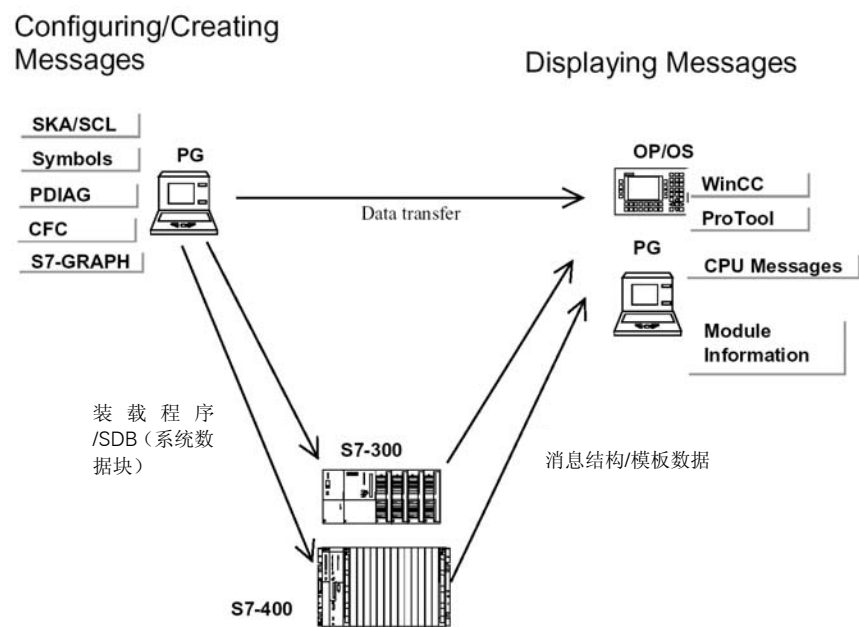 Configuring/Creating
Messages
Displaying Messages
SKA/SCL
Symbols
PDIAG
CFC
S7-GRAPH
PG
Data transfer
OP/OS
WinCC
ProTool
PG
CPU Messages
Module
Information
装载程序
/SDB（系统数
据块）
S7-300
消息结构/模板数据
S7-400